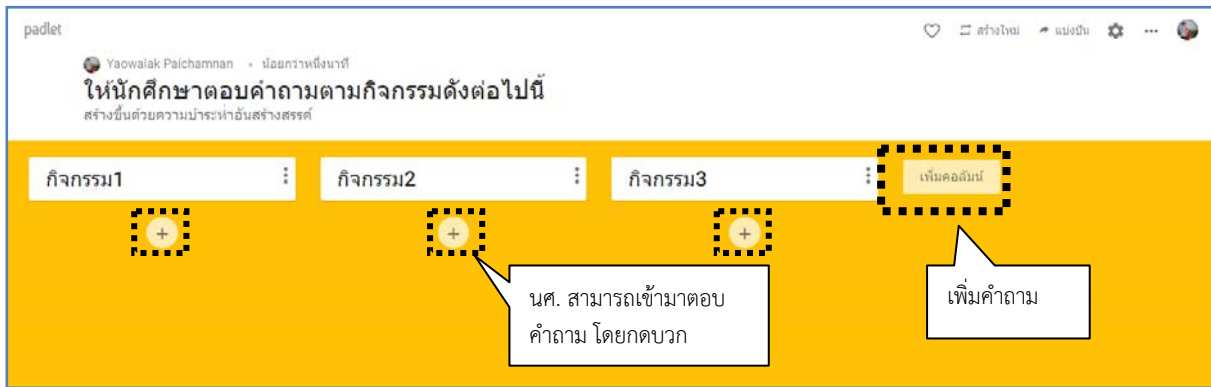 padlet
สร้างใหม่ แบ่งปัน
Yaowalak Paichamnan • น้อยกว่าหนึ่งนาที
ให้นักศึกษาตอบคำถามตามกิจกรรมดังต่อไปนี้
สร้างขึ้นด้วยความบ้าระห่ำอันสร้างสรรค์
กิจกรรม1
กิจกรรม2
กิจกรรม3
เพิ่มคอลัมน์
นศ. สามารถเข้ามาตอบ
คำถาม โดยกดบวก
เพิ่มคำถาม